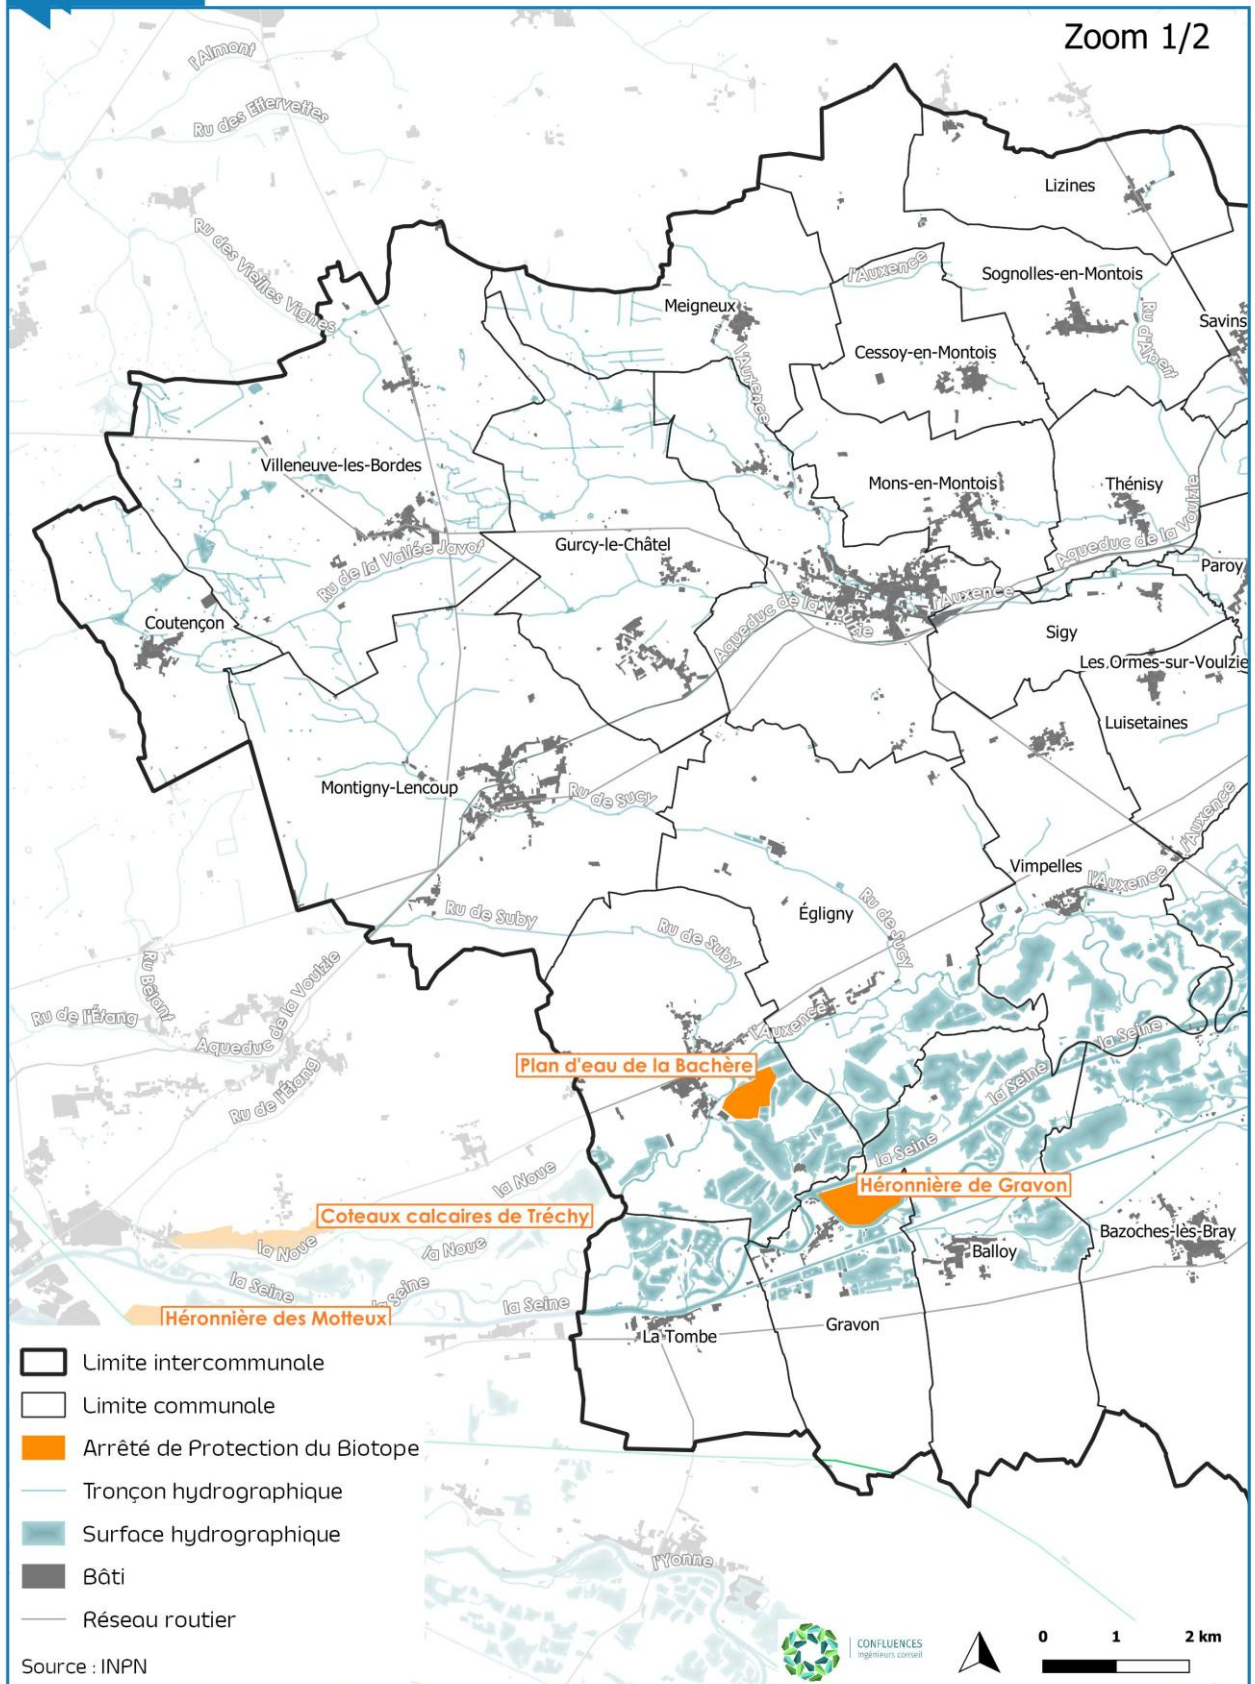 Zoom 1/2
l'Almont
Ru des Effervettes
Lizines
Ru des Vieilles Vignes
l'Auxence
Sognolles-en-Montois
Meigneux
Ru d'Albert
Savins
l'Auxence
Cessoy-en-Montois
Villeneuve-les-Bordes
Mons-en-Montois
Thénisy
Aqueduc de la Voulzie
Gurcy-le-Châtel
Ru de la Vallée Javot
Paroy
l'Auxence
Aqueduc de la Voulzie
Coutençon
Sigy
Les Ormes-sur-Voulzie
Luisetaines
Montigny-Lencoup
Ru de Sucy
l'Auxence
Vimpelles
l'Auxence
Égligny
Ru de Sucy
Ru de Suby
Ru de Suby
Ru Bêlant
Aqueduc de la Voulzie
Ru de l'Étang
l'Auxence
la Seine
Plan d'eau de la Bachère
la Seine
Ru de l'Étang
la Seine
la Noue
Héronnière de Gravon
Coteaux calcaires de Tréchy
Bazoches-lès-Bray
la Noue
la Noue
Balloy
la Seine
la Seine
la Seine
Héronnière des Motteux
Gravon
La Tombe
Limite intercommunale
Limite communale
Arrêté de Protection du Biotope
Tronçon hydrographique
Surface hydrographique
Bâti
Réseau routier
Source : INPN
l'Yonne
CONFLUENCES
Ingénieurs conseil
0 1 2 km